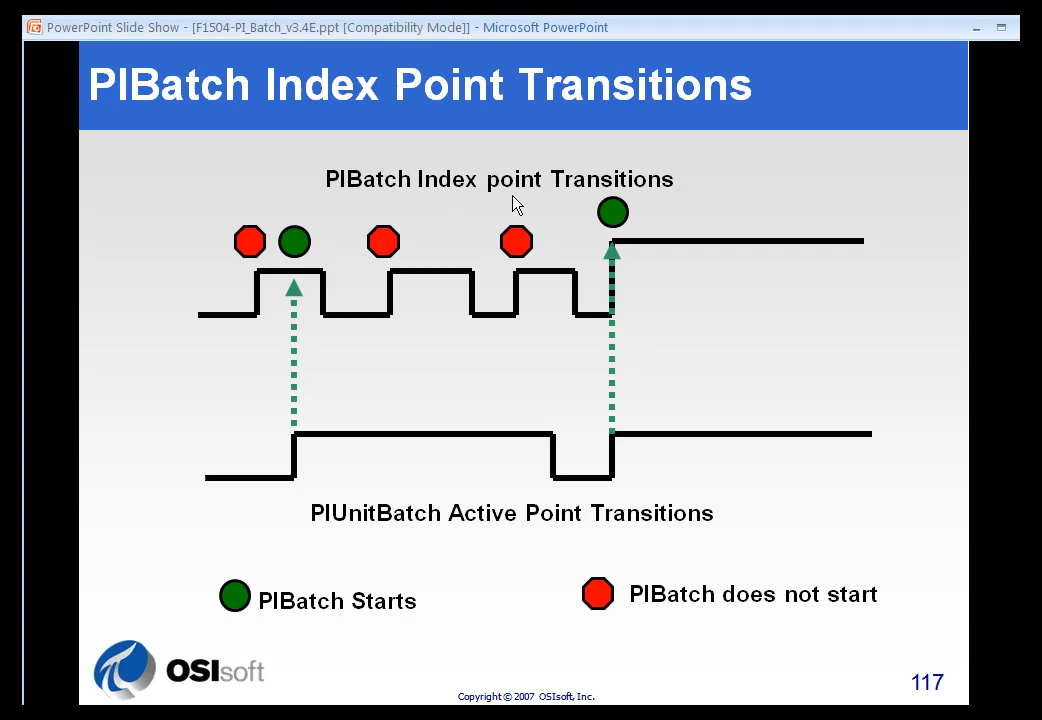 PowerPoint Slide Show - [F1504-PI_Batch_v3.4E.ppt [Compatibility Mode]] - Microsoft PowerPoint
PIBatch Index Point Transitions
PIBatch Index point Transitions
PIUnitBatch Active Point Transitions
PIBatch Starts
PIBatch does not start
OSIsoft
117
Copyright © 2007 OSIsoft, Inc.